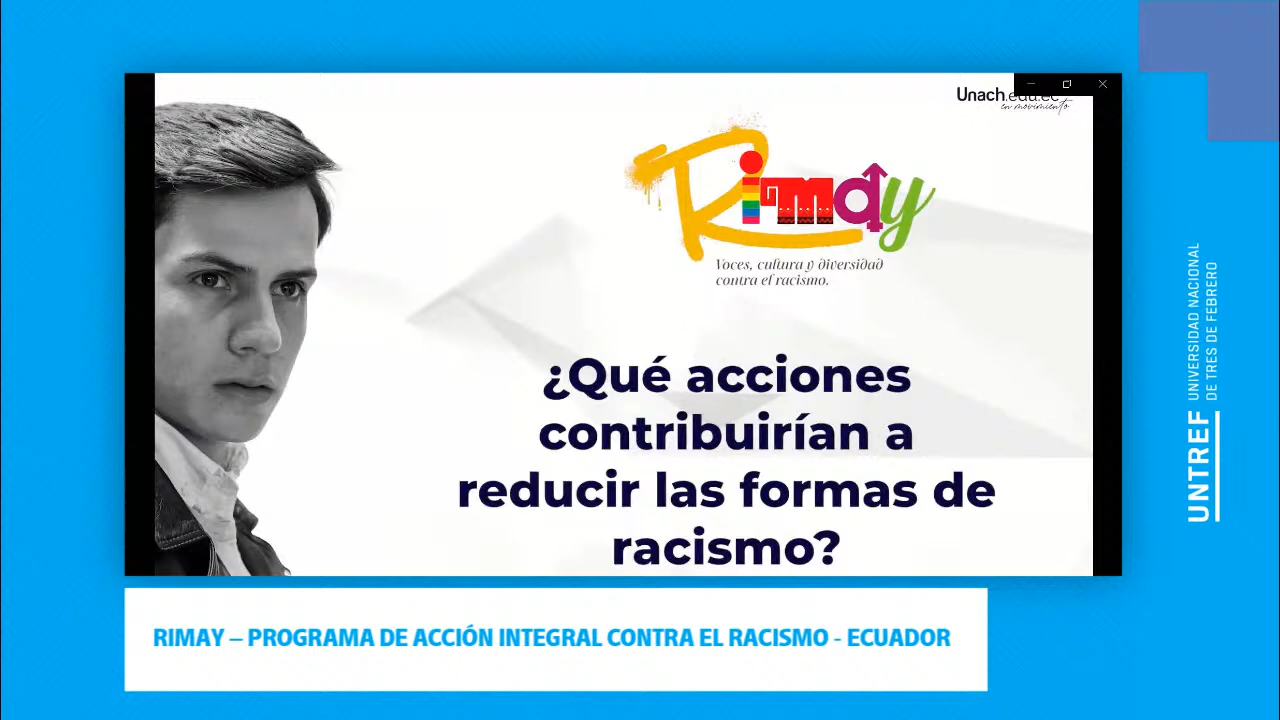 Unach.edu.ec
en movimiento
Rimay
Voces, cultura y diversidad
contra el racismo.
¿Qué acciones
contribuirían a
reducir las formas de
racismo?
RIMAY – PROGRAMA DE ACCIÓN INTEGRAL CONTRA EL RACISMO - ECUADOR
UNTREF
UNIVERSIDAD NACIONAL
DE TRES DE FEBRERO